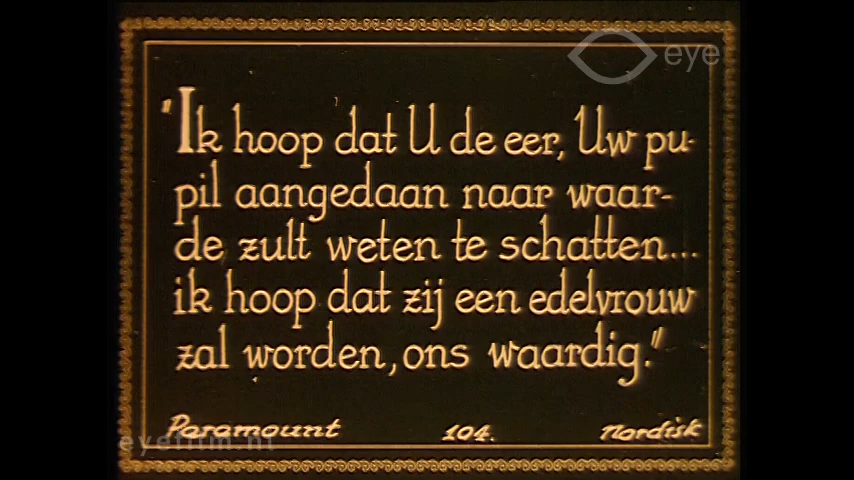 eye
"Ik hoop dat U de eer, Uw pu-
pil aangedaan naar waar-
de zult weten te schatten...
ik hoop dat zij een edelvrouw
zal worden, ons waardig."
Paramount 104. Nordisk
eyefilm.nl